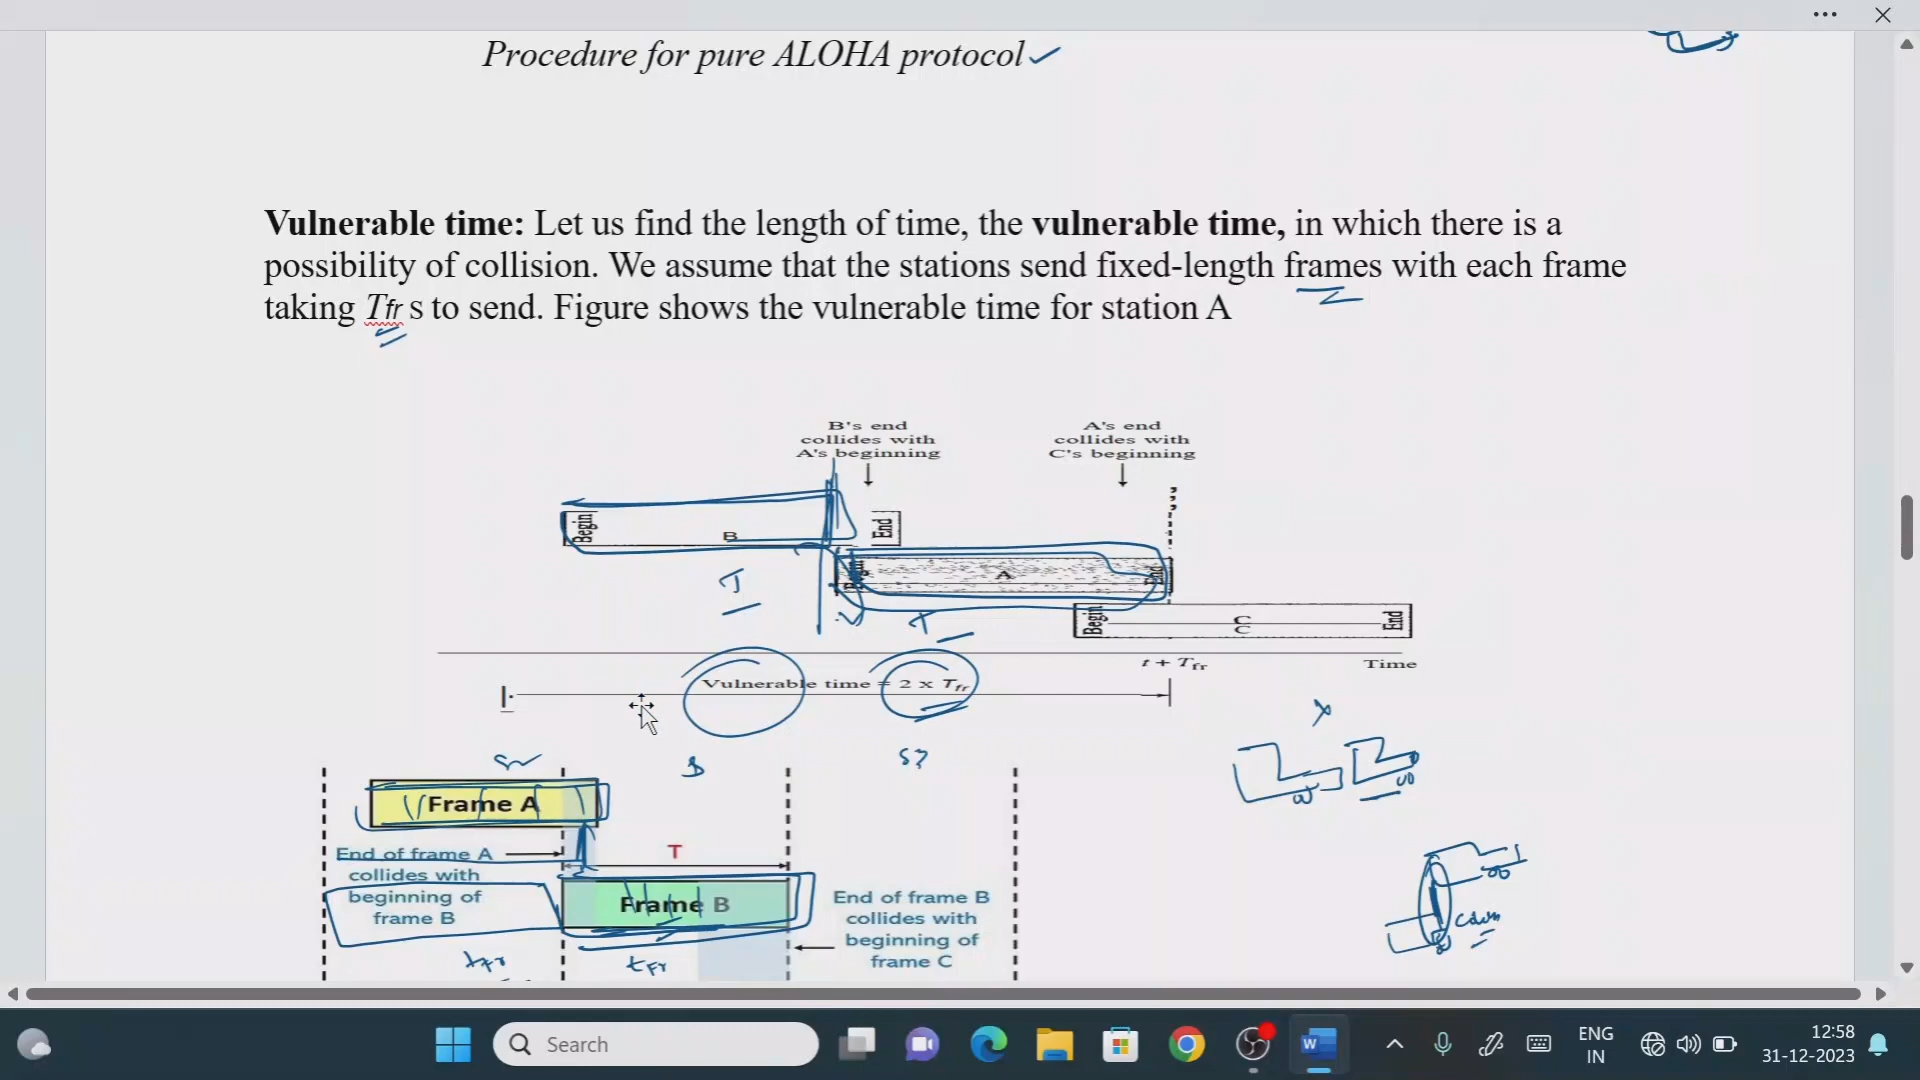 Procedure for pure ALOHA protocol
Vulnerable time: Let us find the length of time, the vulnerable time, in which there is a
possibility of collision. We assume that the stations send fixed-length frames with each frame
taking Tfr s to send. Figure shows the vulnerable time for station A
B's end
collides with
A's beginning
A's end
collides with
C's beginning
Begin
B
End
Begin
A
End
T
T
Begin
C
End
t + Tfr
Time
Vulnerable time = 2 x Tfr
Frame A
End of frame A
collides with
beginning of
frame B
T
Frame B
End of frame B
collides with
beginning of
frame C
tFr
tFr
Search
ENG
IN
12:58
31-12-2023